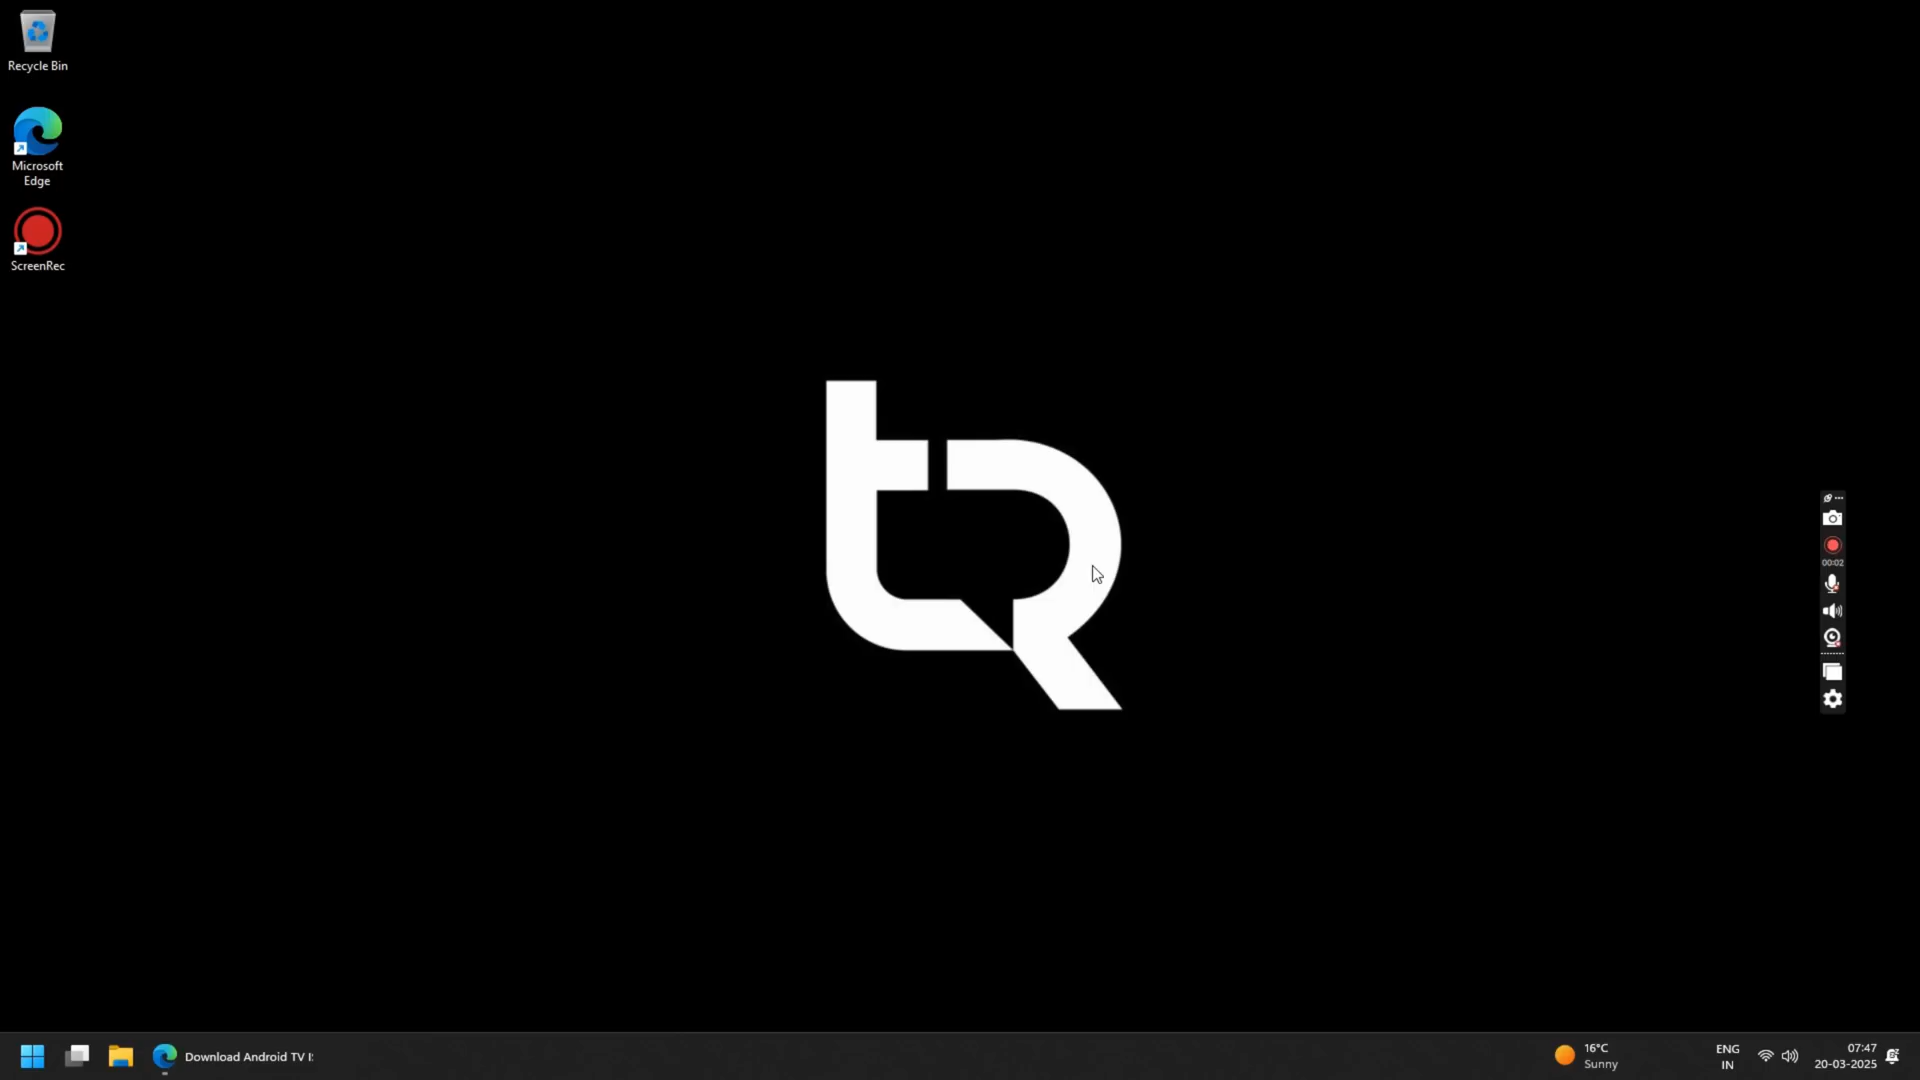 Recycle Bin
Microsoft
Edge
ScreenRec
tR
00:02
Download Android TV I
16°C
Sunny
ENG
IN
07:47
20-03-2025